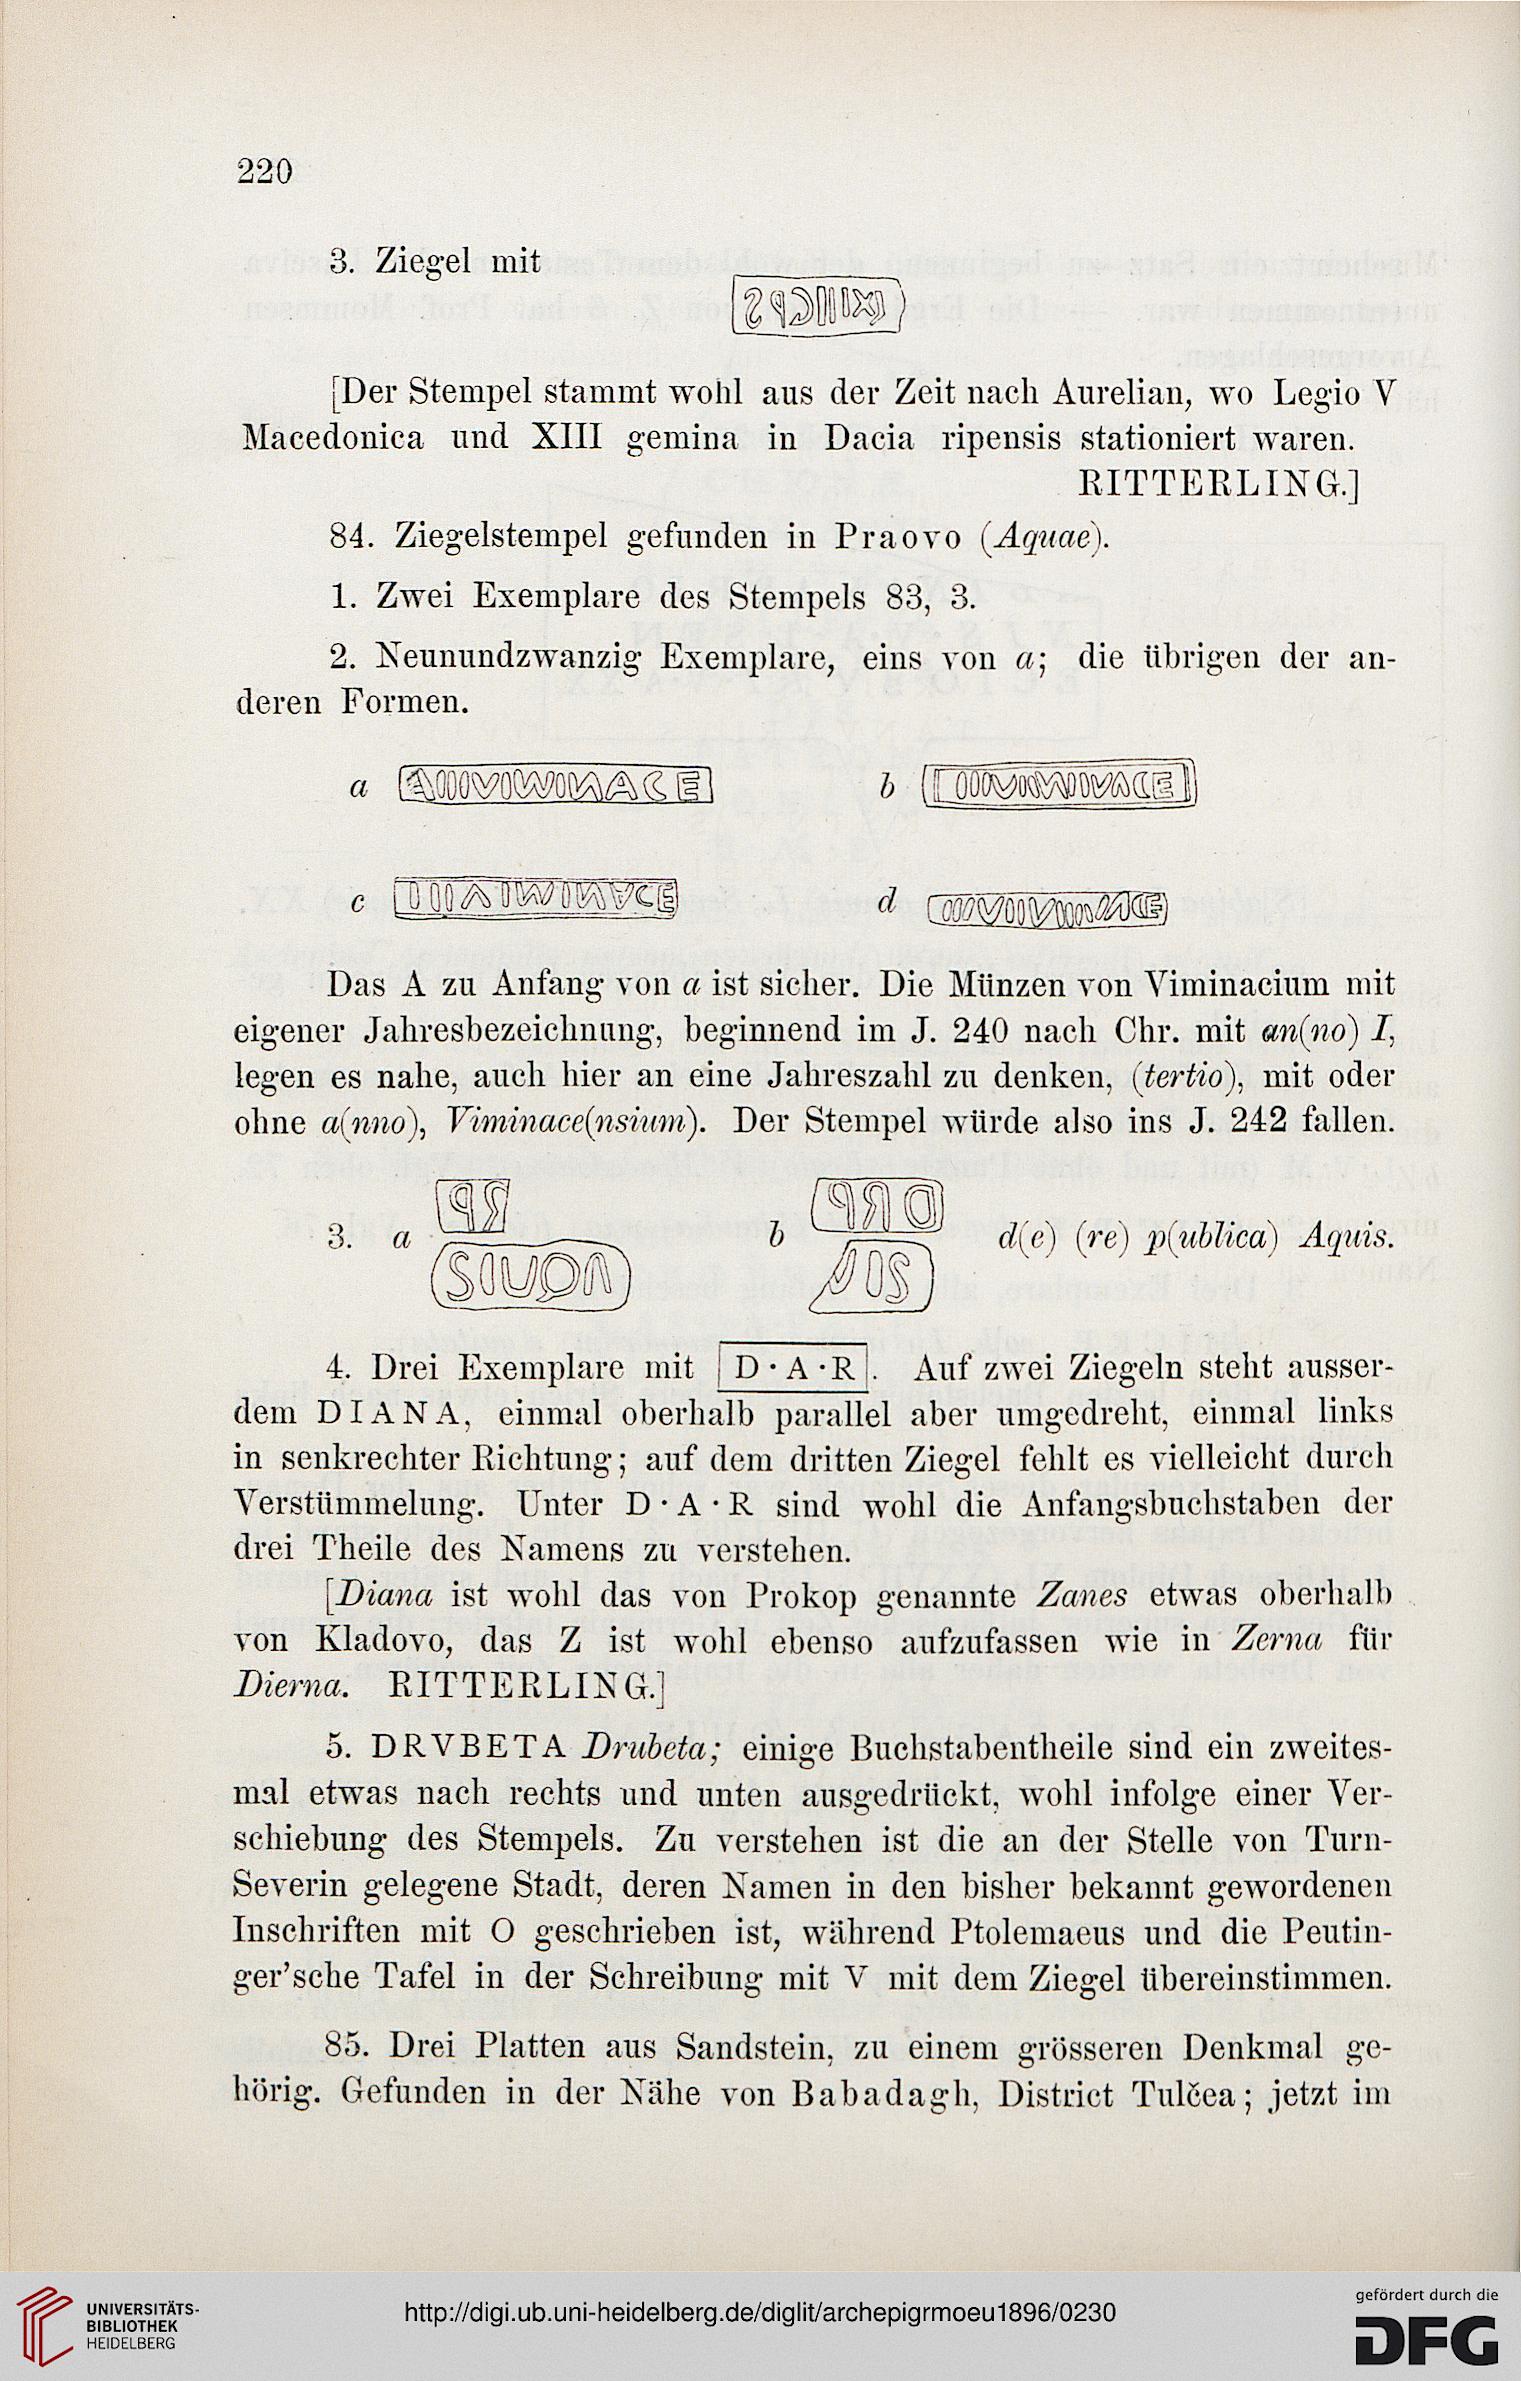 220
3. Ziegel mit
[Der Stempel stammt wohl aus der Zeit nach Aurelian, wo Legio V
Macedonica und XIII gemina in Dacia ripensis stationiert waren.
RITTERLING.]
84. Ziegelstempel gefunden in Praovo (Aquae).
1. Zwei Exemplare des Stempels 83, 3.
2. Neunundzwanzig Exemplare, eins von a; die übrigen der an-
deren Formen.
a
b
c
d
Das A zu Anfang von a ist sicher. Die Münzen von Viminacium mit
eigener Jahresbezeichnung, beginnend im J. 240 nach Chr. mit an(no) I,
legen es nahe, auch hier an eine Jahreszahl zu denken, (tertio), mit oder
ohne a(nno), Viminace(nsium). Der Stempel würde also ins J. 242 fallen.
3. a b d(e) (re) p(ublica) Aquis.
4. Drei Exemplare mit D · A · R. Auf zwei Ziegeln steht ausser-
dem DIANA, einmal oberhalb parallel aber umgedreht, einmal links
in senkrechter Richtung; auf dem dritten Ziegel fehlt es vielleicht durch
Verstümmelung. Unter D · A · R sind wohl die Anfangsbuchstaben der
drei Theile des Namens zu verstehen.
[Diana ist wohl das von Prokop genannte Zanes etwas oberhalb
von Kladovo, das Z ist wohl ebenso aufzufassen wie in Zerna für
Dierna. RITTERLING.]
5. DRVBETA Drubeta; einige Buchstabentheile sind ein zweites-
mal etwas nach rechts und unten ausgedrückt, wohl infolge einer Ver-
schiebung des Stempels. Zu verstehen ist die an der Stelle von Turn-
Severin gelegene Stadt, deren Namen in den bisher bekannt gewordenen
Inschriften mit O geschrieben ist, während Ptolemaeus und die Peutin-
ger'sche Tafel in der Schreibung mit V mit dem Ziegel übereinstimmen.
85. Drei Platten aus Sandstein, zu einem grösseren Denkmal ge-
hörig. Gefunden in der Nähe von Babadagh, District Tulčea; jetzt im
UNIVERSITÄTS-
BIBLIOTHEK
HEIDELBERG
http://digi.ub.uni-heidelberg.de/diglit/archepigrmoeu1896/0230
gefördert durch die
DFG